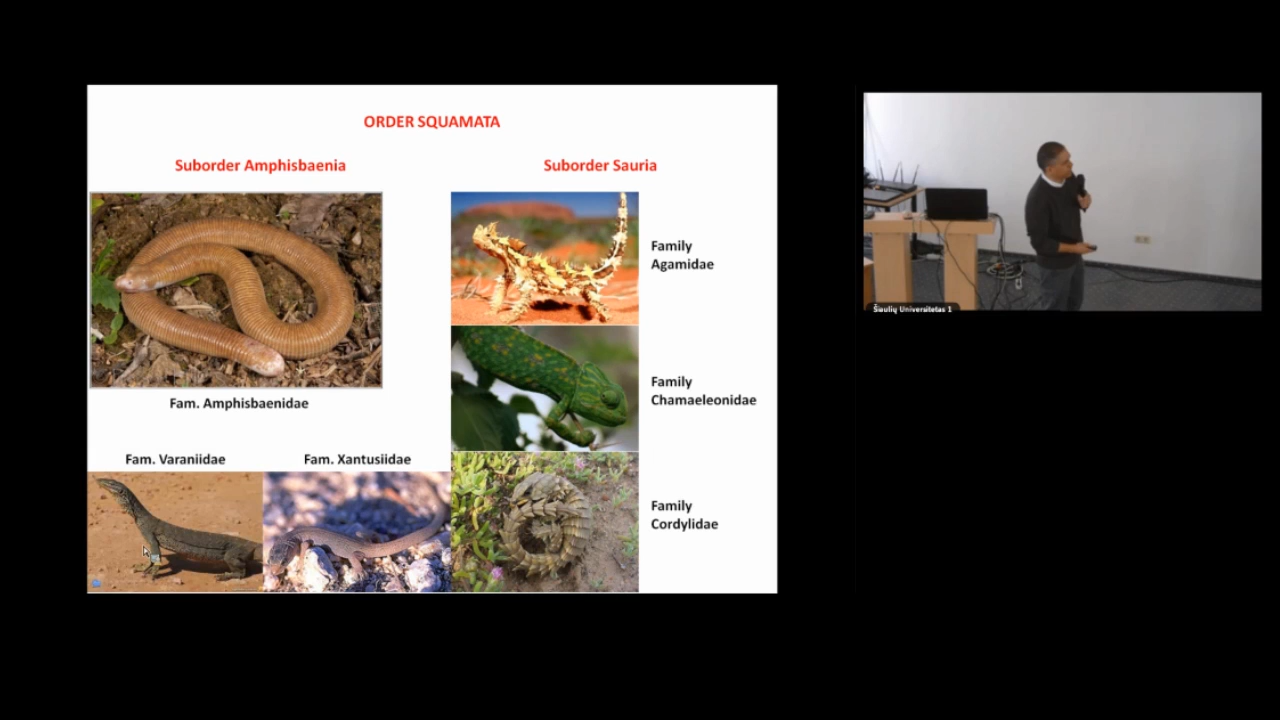 ORDER SQUAMATA
Suborder Amphisbaenia
Suborder Sauria
Family
Agamidae
Family
Chamaeleonidae
Fam. Amphisbaenidae
Fam. Varaniidae
Fam. Xantusiidae
Family
Cordylidae
Šiaulių Universitetas 1